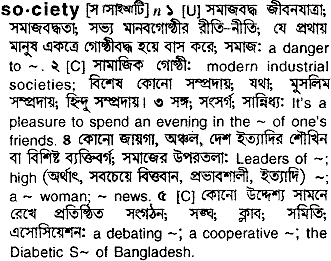 so·ci·ety [স সাইঅটি] n ১ [U] সমাজবদ্ধ জীবনযাত্রা;
সমাজবদ্ধতা; সভ্য মানবগোষ্ঠীর রীতি-নীতি; যে প্রথায়
মানুষ একত্রে গোষ্ঠীবদ্ধ হয়ে বাস করে; সমাজ: a danger
to ~. ২ [C] সামাজিক গোষ্ঠী: modern industrial
societies; বিশেষ কোনো সম্প্রদায়, যথা: মুসলিম
সম্প্রদায়; হিন্দু সম্প্রদায়। ৩ সঙ্গ; সংসর্গ; সান্নিধ্য: It's a
pleasure to spend an evening in the ~ of one's
friends. ৪ কোনো জায়গা, অঞ্চল, দেশ ইত্যাদির শৌখিন
বা বিশিষ্ট ব্যক্তিবর্গ; সমাজের উপরতলা: Leaders of ~;
high (অর্থাৎ, সবচেয়ে বিত্তবান, প্রভাবশালী, ইত্যাদি) ~;
a ~ woman; ~ news. ৫ [C] কোনো উদ্দেশ্য সামনে
রেখে প্রতিষ্ঠিত সংগঠন; সঙ্ঘ; ক্লাব; সমিতি;
এসোসিয়েশন: a debating ~; a cooperative ~; the
Diabetic S~ of Bangladesh.